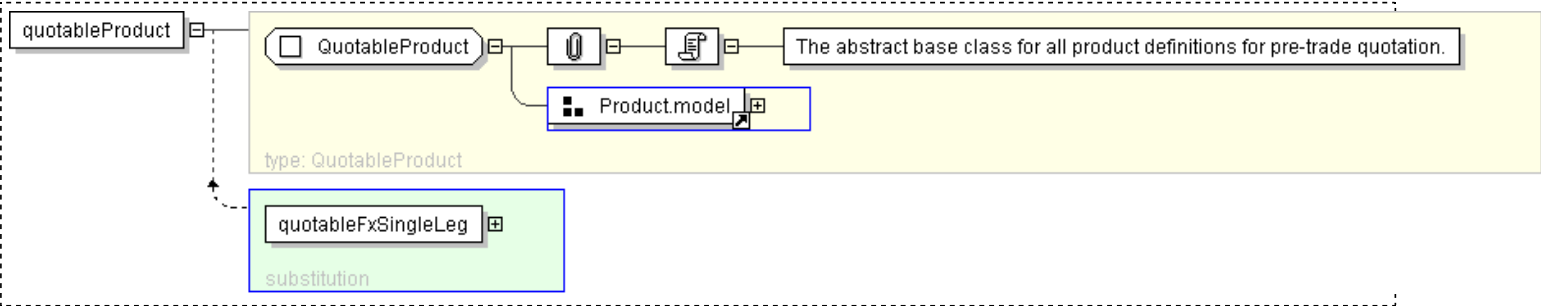 quotableProduct
QuotableProduct
The abstract base class for all product definitions for pre-trade quotation.
Product.model
type: QuotableProduct
quotableFxSingleLeg
substitution